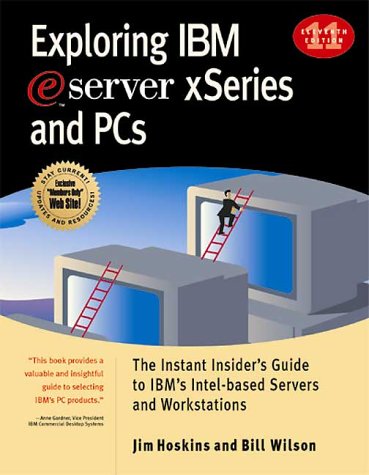 Exploring IBM
e server xSeries
™
and PCs
ELEVENTH
11
EDITION
STAY CURRENT!
Exclusive
"Members Only"
Web Site!
UPDATES AND RESOURCES!
"This book provides a
valuable and insightful
guide to selecting
IBM's PC products."
—Anne Gardner, Vice President
IBM Commercial Desktop Systems
The Instant Insider's Guide
to IBM's Intel-based Servers
and Workstations
Jim Hoskins and Bill Wilson